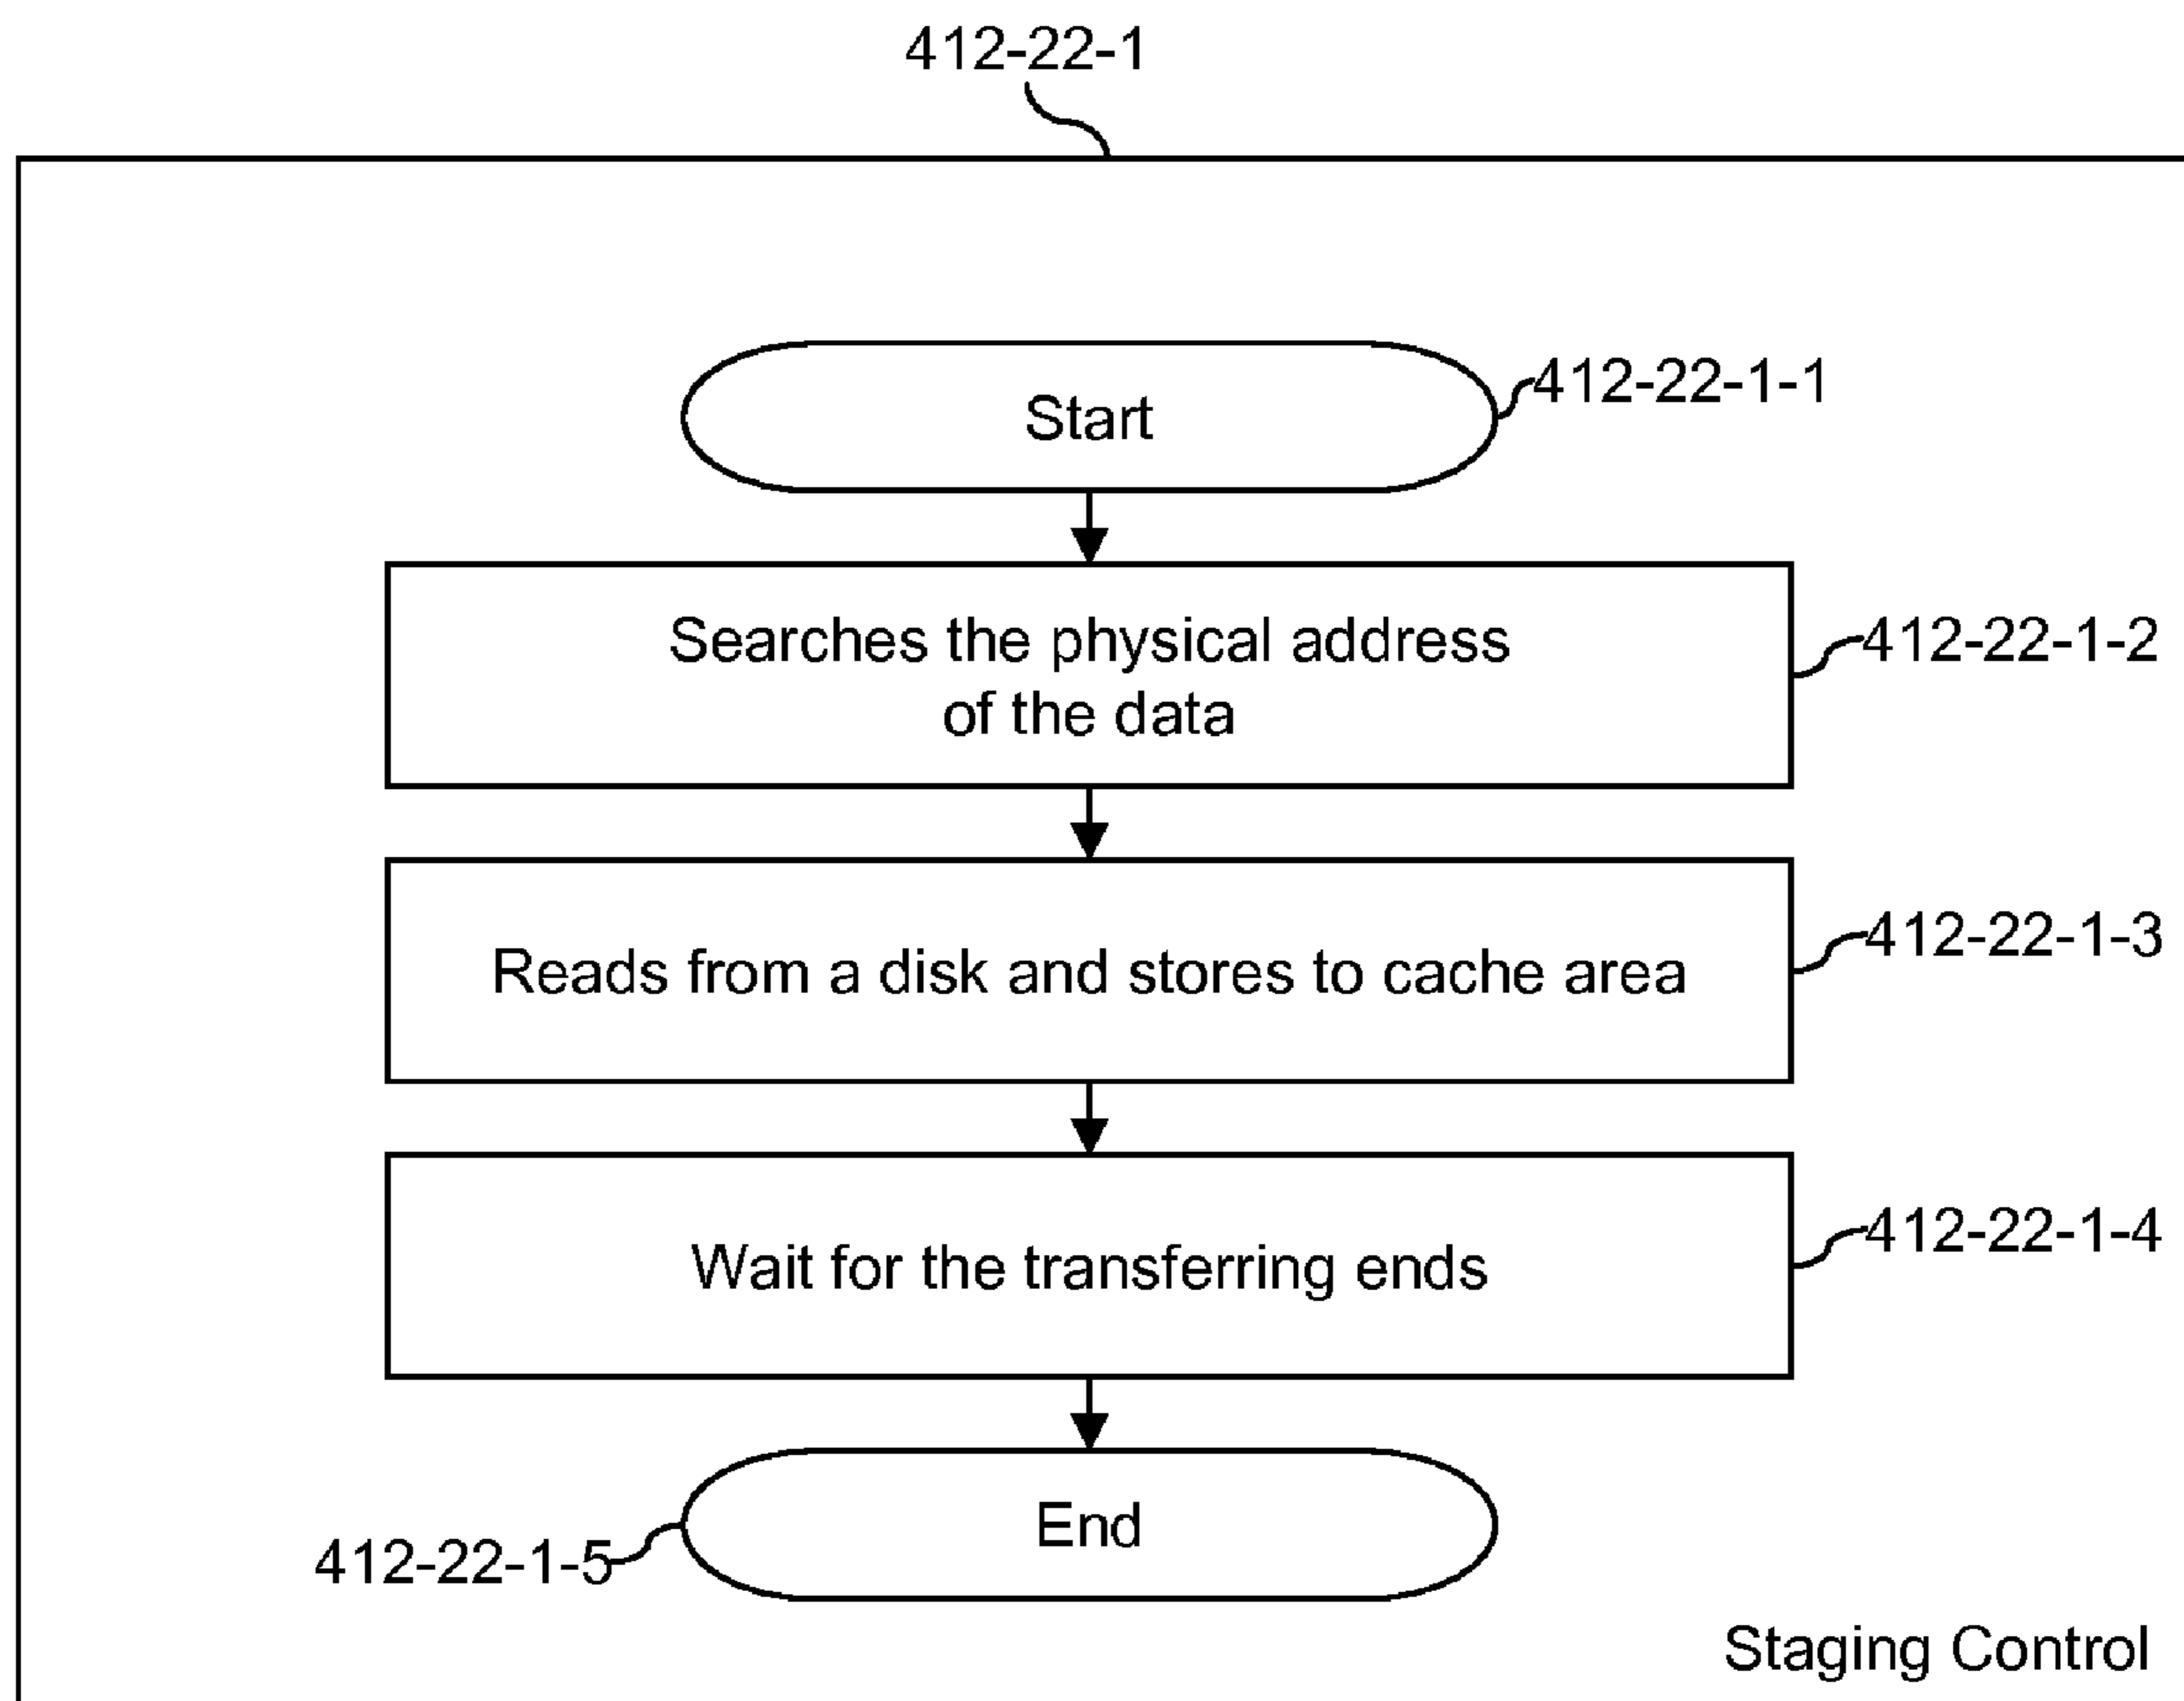 412-22-1
Start
412-22-1-1
Searches the physical address
of the data
412-22-1-2
Reads from a disk and stores to cache area
412-22-1-3
Wait for the transferring ends
412-22-1-4
End
412-22-1-5
Staging Control